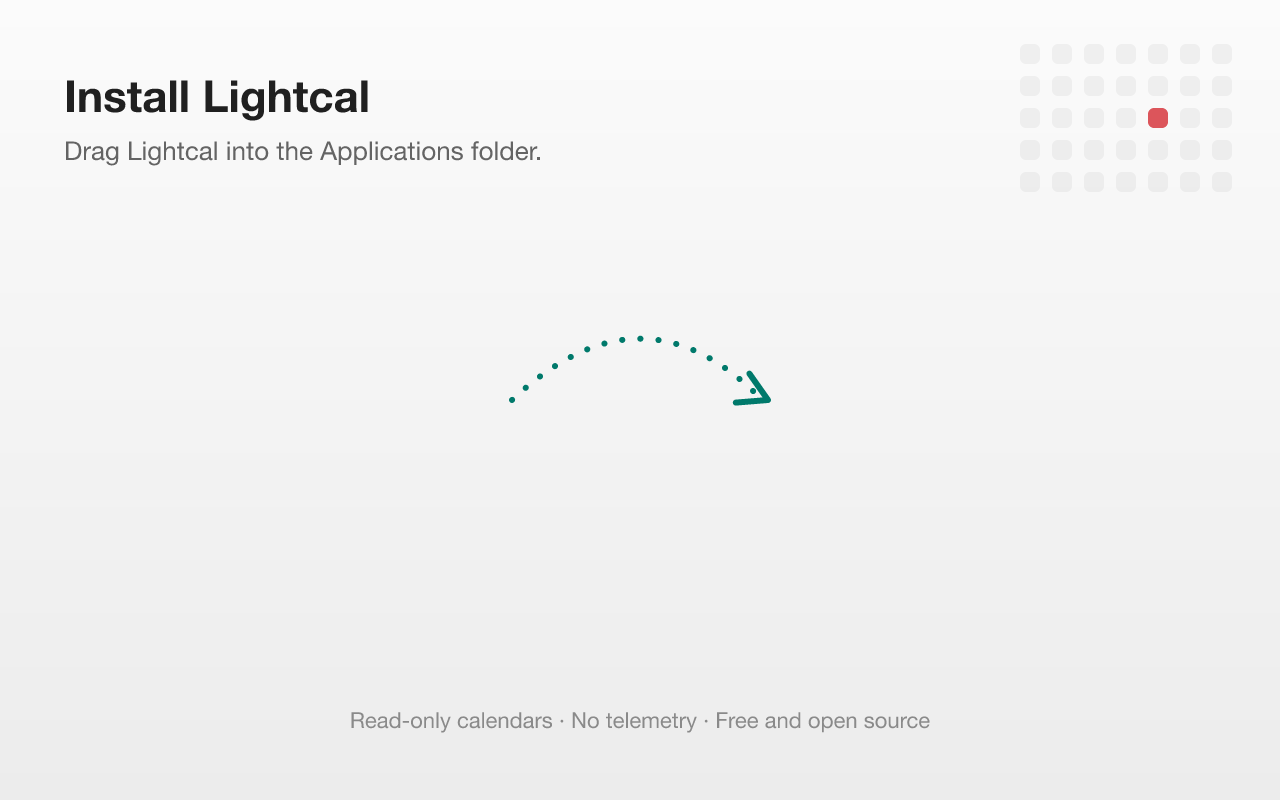 Install Lightcal
Drag Lightcal into the Applications folder.
Read-only calendars · No telemetry · Free and open source